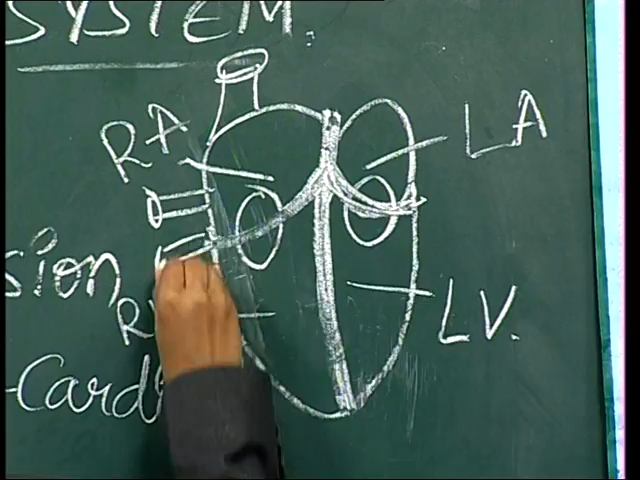 SYSTEM.
RA
LA
sion
LV.
-Card